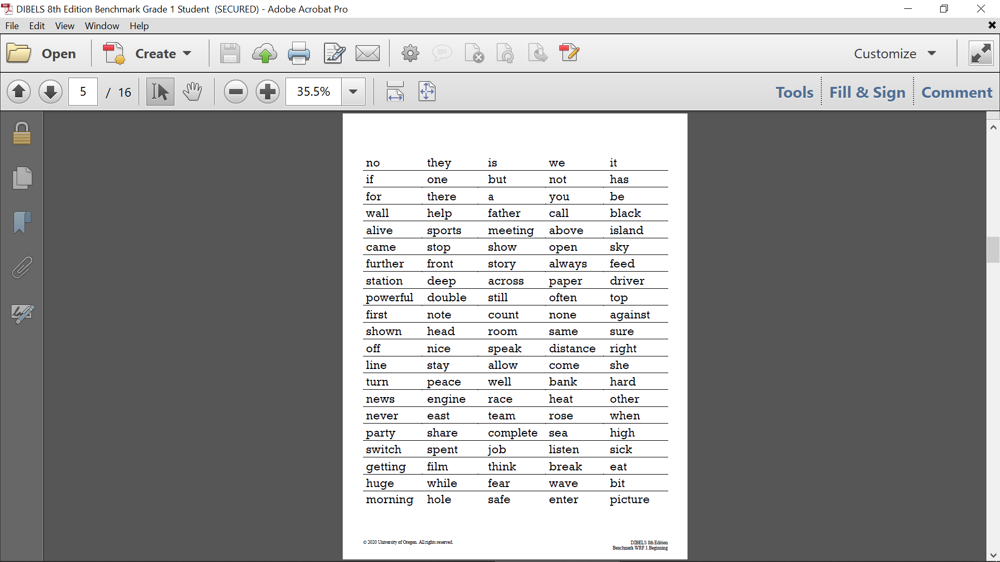 DIBELS 8th Edition Benchmark Grade 1 Student (SECURED) - Adobe Acrobat Pro
File Edit View Window Help
Open Create Customize
5 / 16 35.5% Tools Fill & Sign Comment
no they is we it
if one but not has
for there a you be
wall help father call black
alive sports meeting above island
came stop show open sky
further front story always feed
station deep across paper driver
powerful double still often top
first note count none against
shown head room same sure
off nice speak distance right
line stay allow come she
turn peace well bank hard
news engine race heat other
never east team rose when
party share complete sea high
switch spent job listen sick
getting film think break eat
huge while fear wave bit
morning hole safe enter picture
© 2020 University of Oregon. All rights reserved. DIBELS 8th Edition
Benchmark WRF.1.Beginning